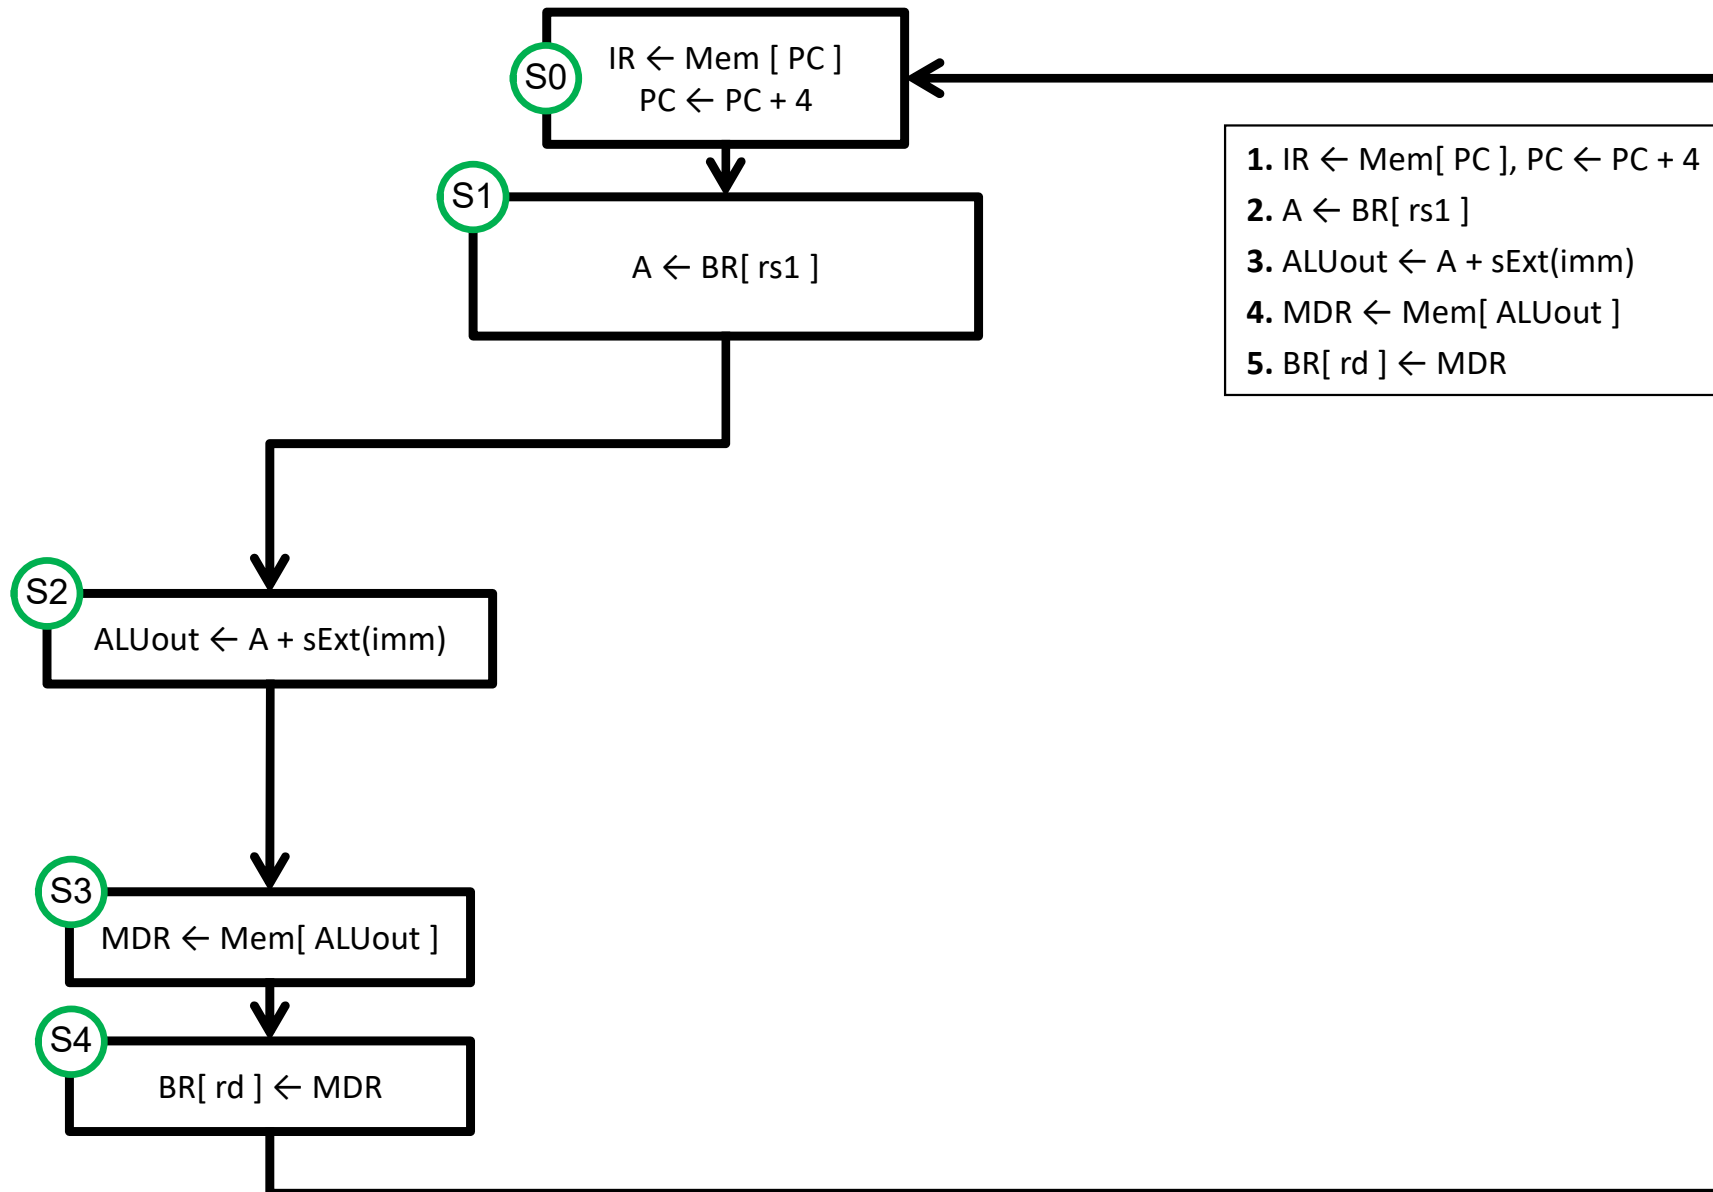 S0
IR ← Mem [ PC ]
PC ← PC + 4
S1
A ← BR[ rs1 ]
1. IR ← Mem[ PC ], PC ← PC + 4
2. A ← BR[ rs1 ]
3. ALUout ← A + sExt(imm)
4. MDR ← Mem[ ALUout ]
5. BR[ rd ] ← MDR
S2
ALUout ← A + sExt(imm)
S3
MDR ← Mem[ ALUout ]
S4
BR[ rd ] ← MDR